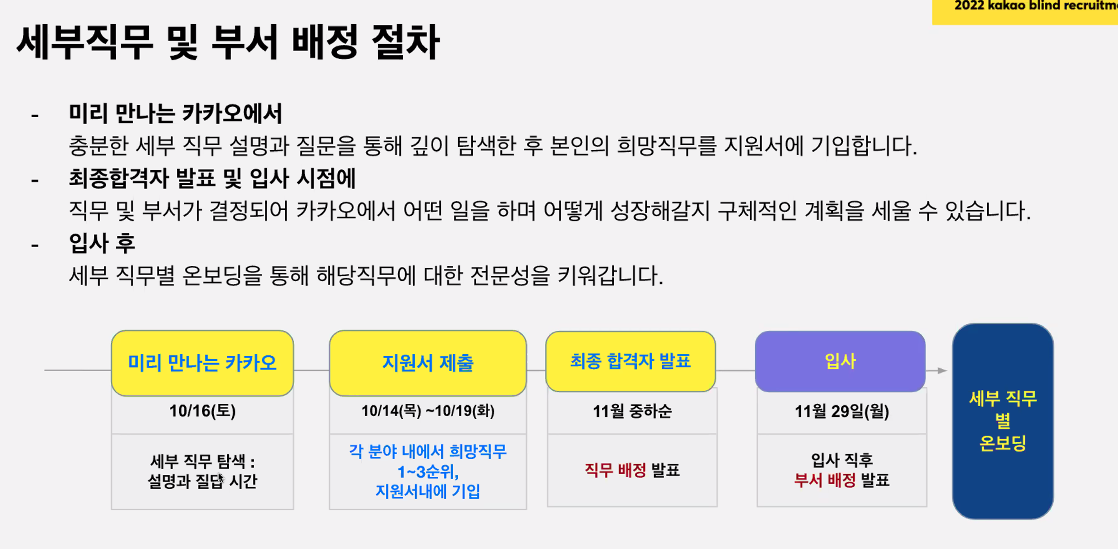 2022 kakao blind recruitm
세부직무 및 부서 배정 절차
- 미리 만나는 카카오에서
충분한 세부 직무 설명과 질문을 통해 깊이 탐색한 후 본인의 희망직무를 지원서에 기입합니다.
- 최종합격자 발표 및 입사 시점에
직무 및 부서가 결정되어 카카오에서 어떤 일을 하며 어떻게 성장해갈지 구체적인 계획을 세울 수 있습니다.
- 입사 후
세부 직무별 온보딩을 통해 해당직무에 대한 전문성을 키워갑니다.
미리 만나는 카카오
10/16(토)
세부 직무 탐색 :
설명과 질답 시간
지원서 제출
10/14(목) ~10/19(화)
각 분야 내에서 희망직무
1~3순위,
지원서내에 기입
최종 합격자 발표
11월 중하순
직무 배정 발표
입사
11월 29일(월)
입사 직후
부서 배정 발표
세부 직무
별
온보딩